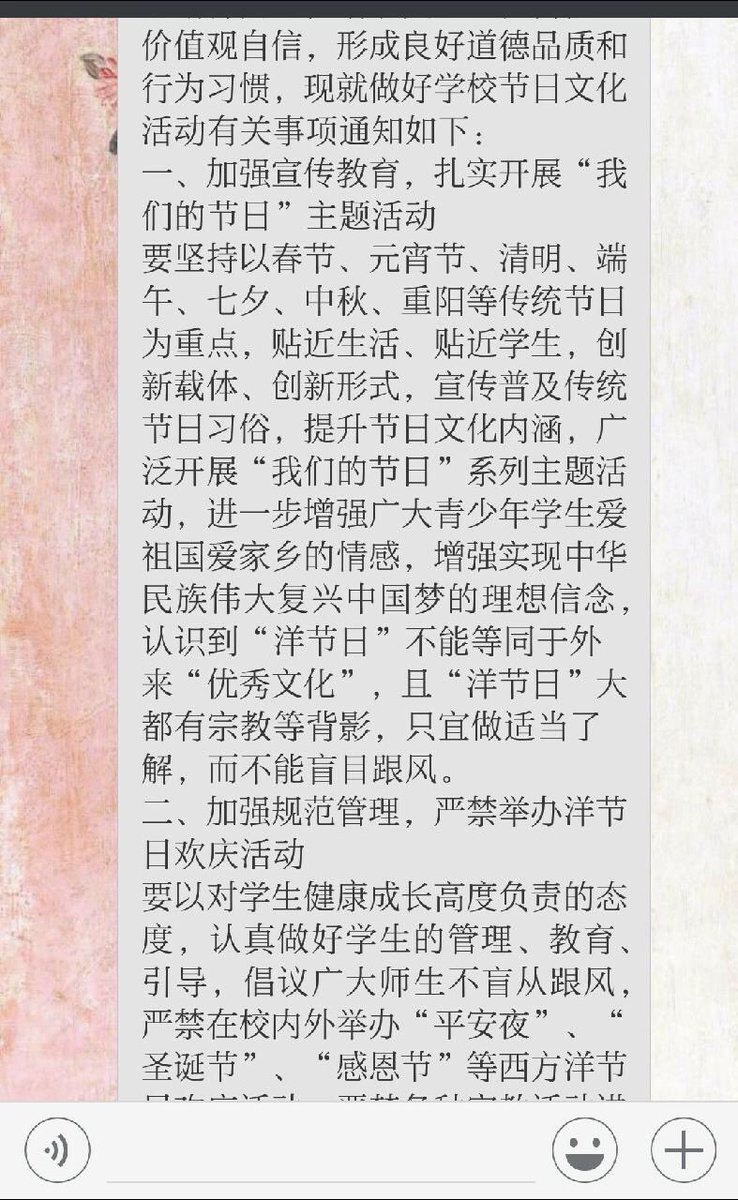 价值观自信，形成良好道德品质和
行为习惯，现就做好学校节日文化
活动有关事项通知如下：
一、加强宣传教育，扎实开展“我
们的节日”主题活动
要坚持以春节、元宵节、清明、端
午、七夕、中秋、重阳等传统节日
为重点，贴近生活、贴近学生，创
新载体、创新形式，宣传普及传统
节日习俗，提升节日文化内涵，广
泛开展“我们的节日”系列主题活
动，进一步增强广大青少年学生爱
祖国爱家乡的情感，增强实现中华
民族伟大复兴中国梦的理想信念，
认识到“洋节日”不能等同于外
来“优秀文化”，且“洋节日”大
都有宗教等背影，只宜做适当了
解，而不能盲目跟风。
二、加强规范管理，严禁举办洋节
日欢庆活动
要以对学生健康成长高度负责的态
度，认真做好学生的管理、教育、
引导，倡议广大师生不盲从跟风，
严禁在校内外举办“平安夜”、“
圣诞节”、“感恩节”等西方洋节